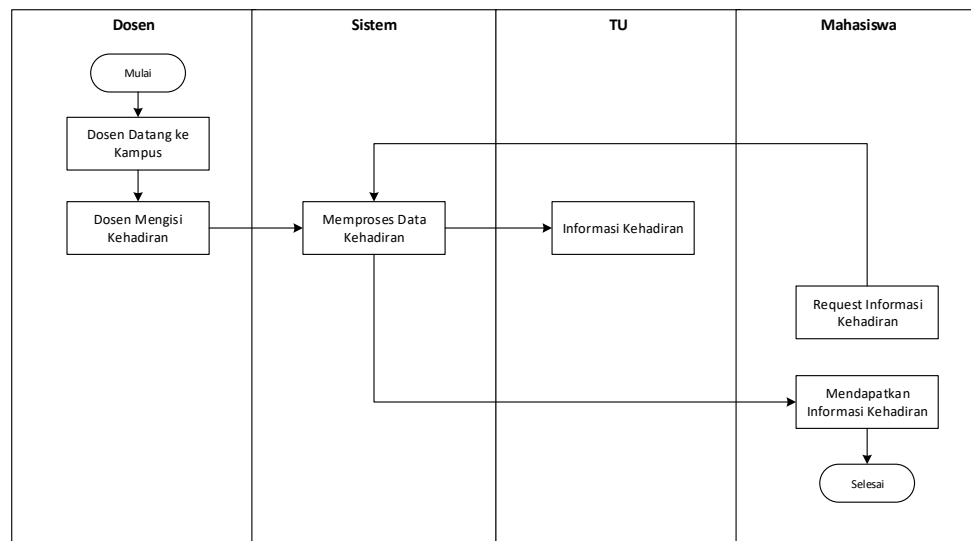 Dosen
Sistem
TU
Mahasiswa
Mulai
Dosen Datang ke
Kampus
Dosen Mengisi
Kehadiran
Memproses Data
Kehadiran
Informasi Kehadiran
Request Informasi
Kehadiran
Mendapatkan
Informasi Kehadiran
Selesai